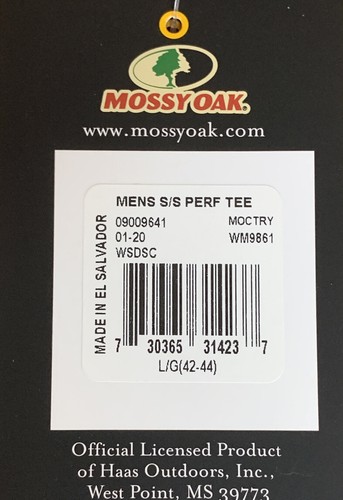 MOSSY OAK.
www.mossyoak.com
MENS S/S PERF TEE
09009641 MOCTRY
01-20 WM9861
WSDSC
MADE IN EL SALVADOR
7 30365 31423 7
L/G(42-44)
Official Licensed Product
of Haas Outdoors, Inc.,
West Point, MS 39773